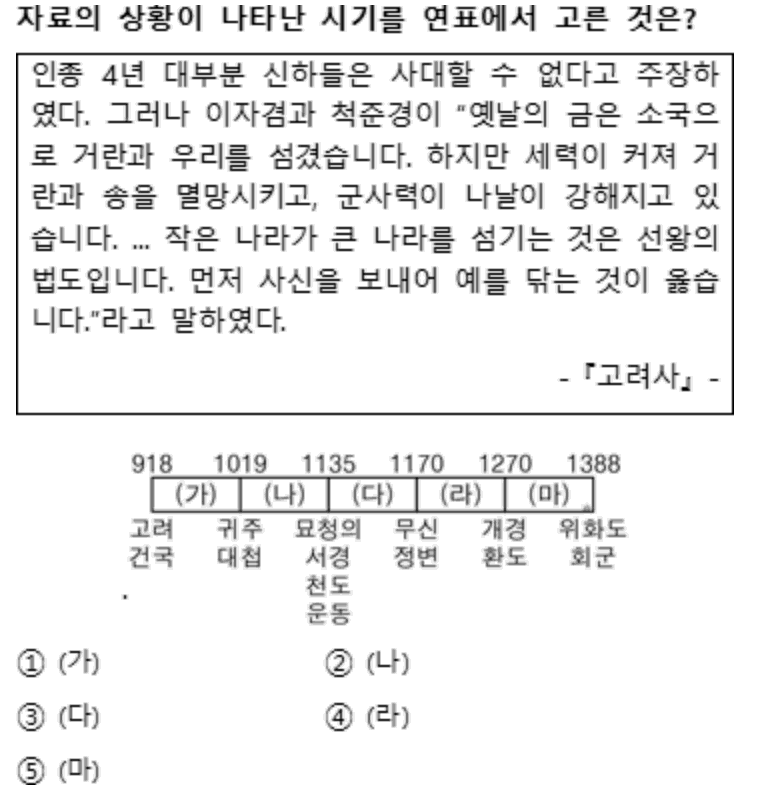 자료의 상황이 나타난 시기를 연표에서 고른 것은?
인종 4년 대부분 신하들은 사대할 수 없다고 주장하
였다. 그러나 이자겸과 척준경이 “옛날의 금은 소국으
로 거란과 우리를 섬겼습니다. 하지만 세력이 커져 거
란과 송을 멸망시키고, 군사력이 나날이 강해지고 있
습니다. ... 작은 나라가 큰 나라를 섬기는 것은 선왕의
법도입니다. 먼저 사신을 보내어 예를 닦는 것이 옳습
니다.”라고 말하였다.
-『고려사』-
918 1019 1135 1170 1270 1388
(가) (나) (다) (라) (마)
고려 귀주 묘청의 무신 개경 위화도
건국 대첩 서경 정변 환도 회군
천도
운동
① (가) ② (나)
③ (다) ④ (라)
⑤ (마)